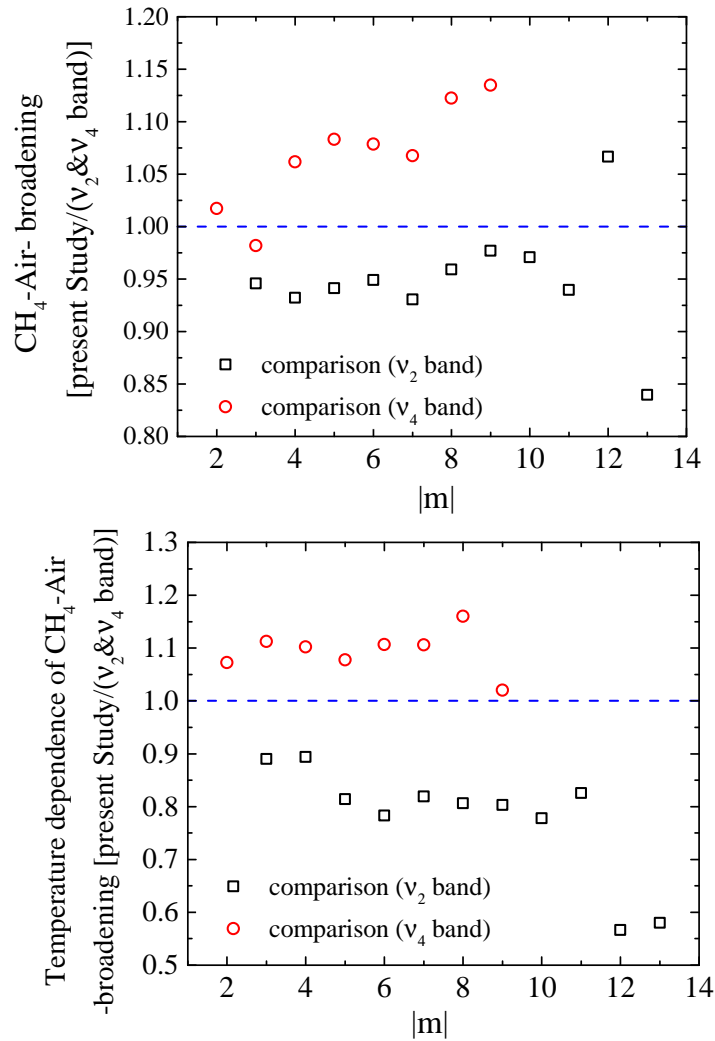 CH₄-Air- broadening
[present Study/(ν₂&ν₄ band)]
1.20
1.15
1.10
1.05
1.00
0.95
0.90
0.85
0.80
comparison (ν₂ band)
comparison (ν₄ band)
2 4 6 8 10 12 14
|m|
Temperature dependence of CH₄-Air
-broadening [present Study/(ν₂&ν₄ band)]
1.3
1.2
1.1
1.0
0.9
0.8
0.7
0.6
0.5
comparison (ν₂ band)
comparison (ν₄ band)
2 4 6 8 10 12 14
|m|